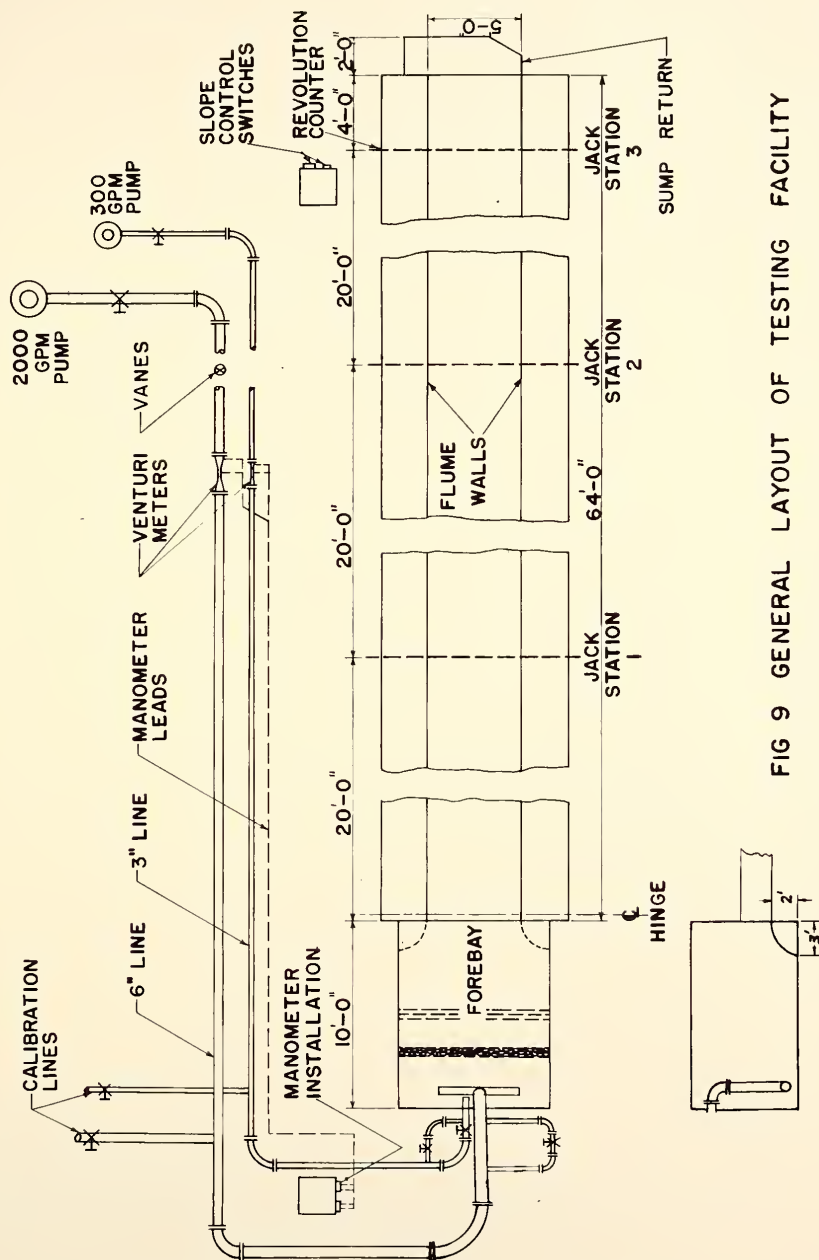 2000
GPM
PUMP
300
GPM
PUMP
SLOPE
CONTROL
SWITCHES
REVOLUTION
COUNTER
VANES
VENTURI
METERS
MANOMETER
LEADS
3" LINE
6" LINE
CALIBRATION
LINES
MANOMETER
INSTALLATION
10'-0"
20'-0"
20'-0"
20'-0"
4'-0"
2'-0"
5'-0"
FOREBAY
FLUME
WALLS
℄
HINGE
JACK
STATION
1
JACK
STATION
2
JACK
STATION
3
64'-0"
SUMP RETURN
2'
3'
FIG 9 GENERAL LAYOUT OF TESTING FACILITY